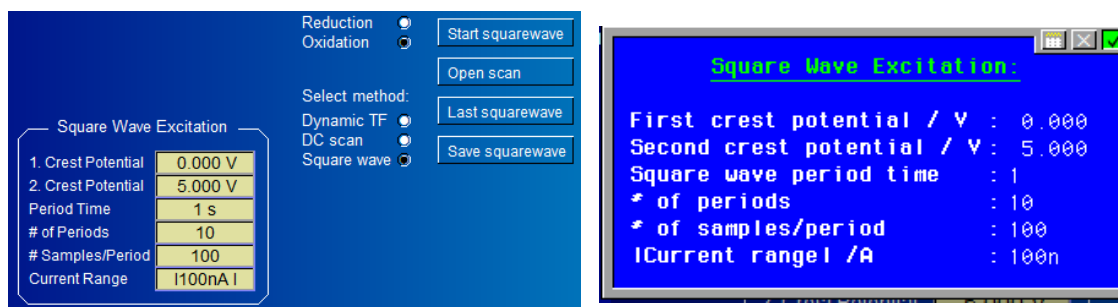 Reduction
Oxidation
Start squarewave
Open scan
Select method:
Dynamic TF
DC scan
Square wave
Last squarewave
Save squarewave
Square Wave Excitation
1. Crest Potential 0.000 V
2. Crest Potential 5.000 V
Period Time 1 s
# of Periods 10
# Samples/Period 100
Current Range |100nA |
Square Wave Excitation:
First crest potential / V : 0.000
Second crest potential / V : 5.000
Square wave period time : 1
# of periods : 10
# of samples/period : 100
|Current range| /A : 100n